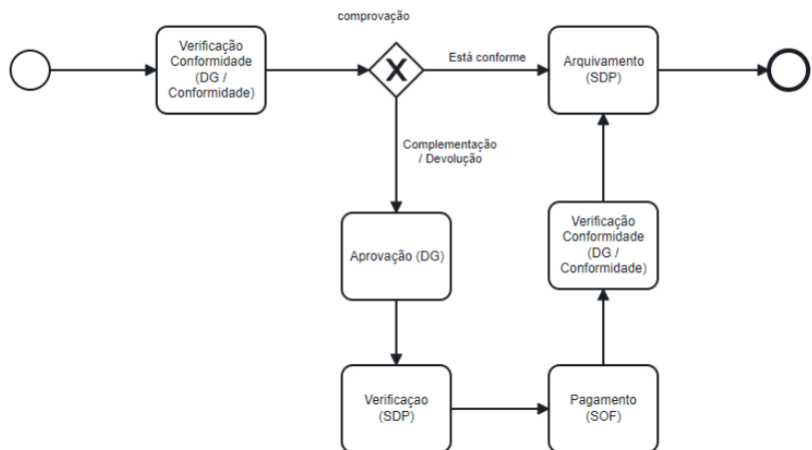 comprovação
Verificação
Conformidade
(DG /
Conformidade)
Está conforme
Arquivamento
(SDP)
Complementação
/ Devolução
Aprovação (DG)
Verificação
Conformidade
(DG /
Conformidade)
Verificaçao
(SDP)
Pagamento
(SOF)